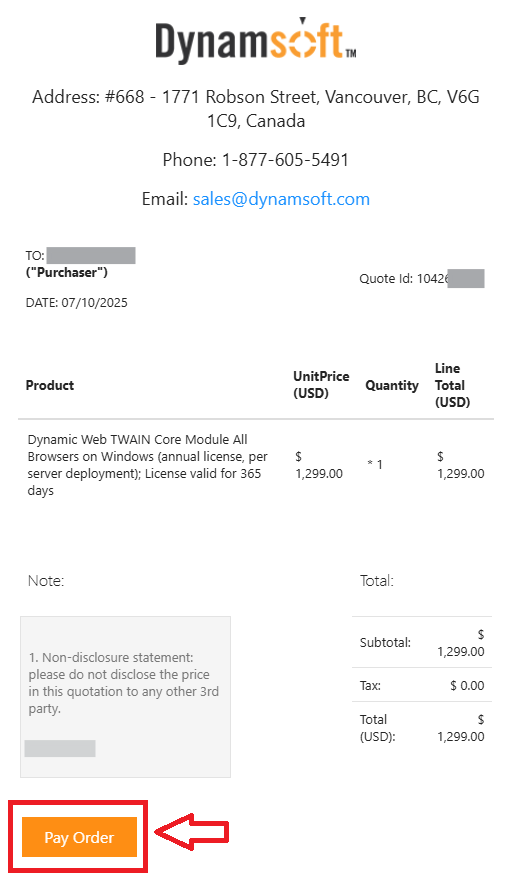 Dynamsoft™
Address: #668 - 1771 Robson Street, Vancouver, BC, V6G
1C9, Canada
Phone: 1-877-605-5491
Email: sales@dynamsoft.com
TO:
("Purchaser")
Quote Id: 10426
DATE: 07/10/2025
Product UnitPrice (USD) Quantity Line Total (USD)
Dynamic Web TWAIN Core Module All
Browsers on Windows (annual license, per
server deployment); License valid for 365
days
$ 1,299.00
* 1
$ 1,299.00
Note:
1. Non-disclosure statement:
please do not disclose the price
in this quotation to any other 3rd
party.
Total:
Subtotal: $ 1,299.00
Tax: $ 0.00
Total (USD): $ 1,299.00
Pay Order